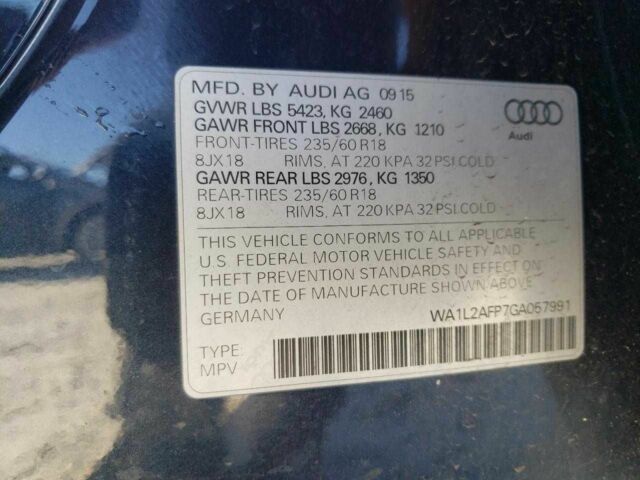 MFD. BY AUDI AG 09 15
GVWR LBS 5423, KG 2460
GAWR FRONT LBS 2668, KG 1210
FRONT-TIRES 235/60 R18
8JX18 RIMS, AT 220 KPA 32 PSI.COLD
GAWR REAR LBS 2976, KG 1350
REAR-TIRES 235/60 R18
8JX18 RIMS, AT 220 KPA 32 PSI.COLD
Audi
THIS VEHICLE CONFORMS TO ALL APPLICABLE
U.S. FEDERAL MOTOR VEHICLE SAFETY AND
THEFT PREVENTION STANDARDS IN EFFECT ON
THE DATE OF MANUFACTURE SHOWN ABOVE.
GERMANY
WA1L2AFP7GA057991
TYPE:
MPV